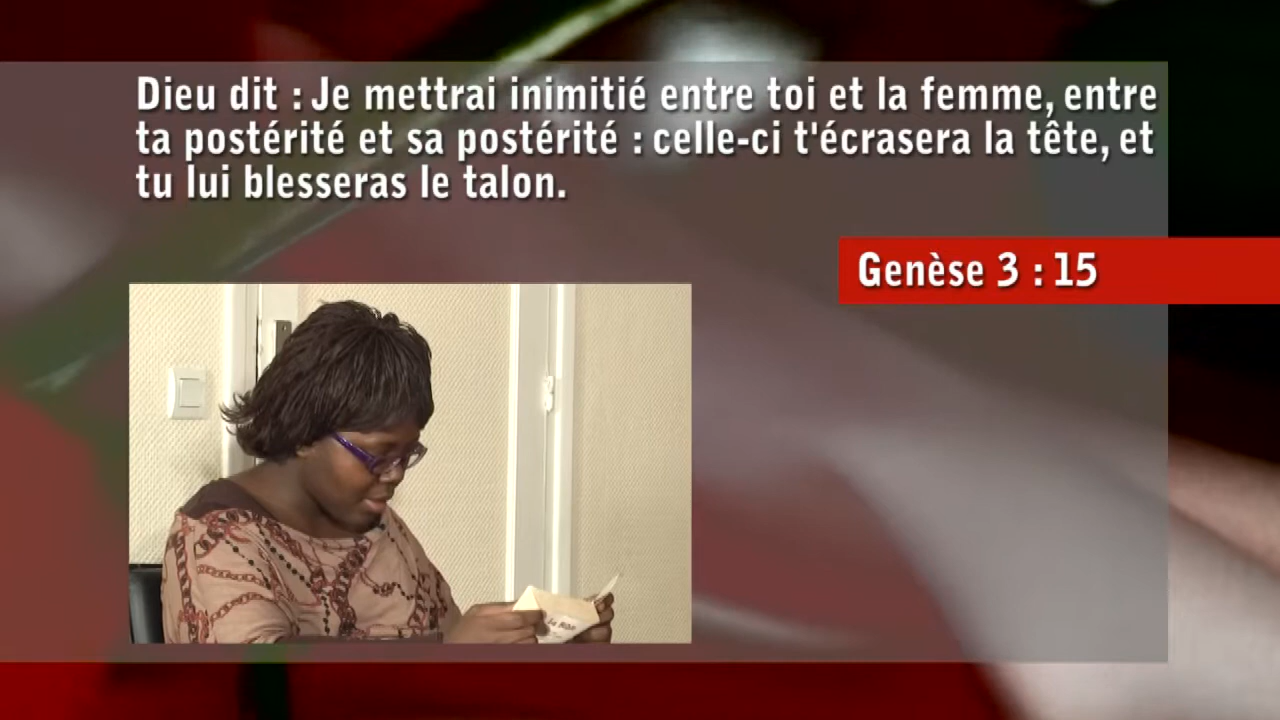 Dieu dit : Je mettrai inimitié entre toi et la femme, entre
ta postérité et sa postérité : celle-ci t'écrasera la tête, et
tu lui blesseras le talon.
Genèse 3 : 15